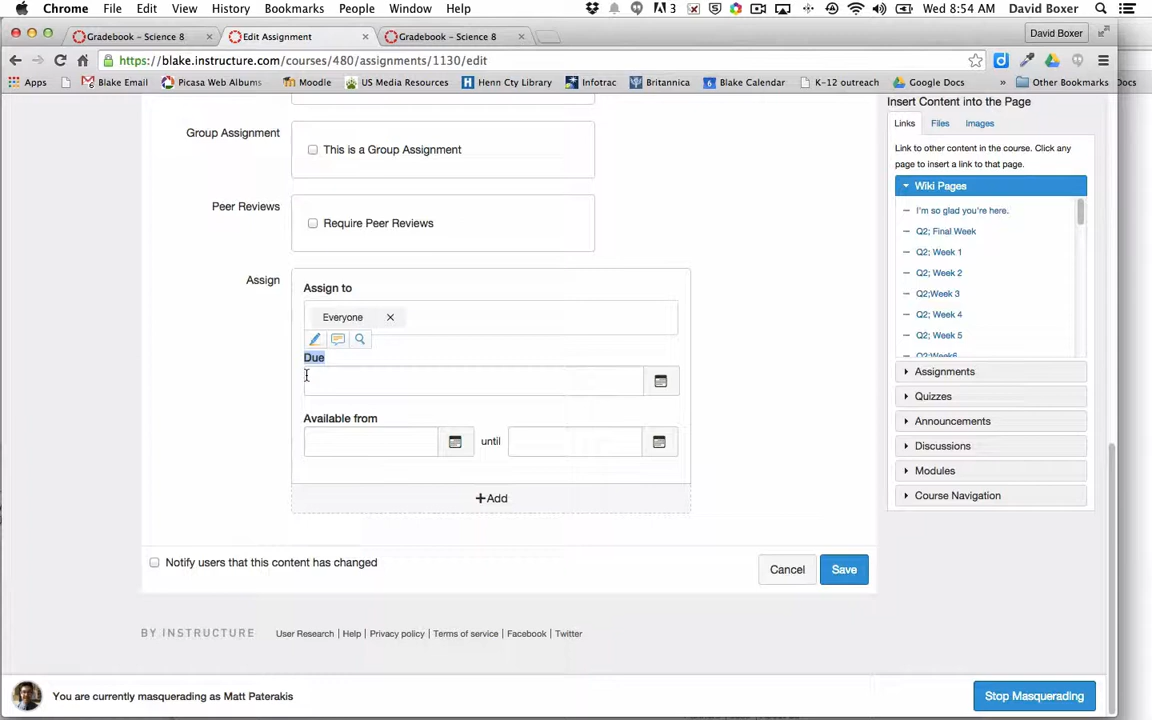 Chrome File Edit View History Bookmarks People Window Help 3 Wed 8:54 AM David Boxer
Gradebook - Science 8 × Edit Assignment × Gradebook - Science 8 × David Boxer
https://blake.instructure.com/courses/480/assignments/1130/edit
Apps Blake Email Picasa Web Albums Moodle US Media Resources Henn Cty Library Infotrac Britannica Blake Calendar K-12 outreach Google Docs » Other Bookmarks
Insert Content into the Page
Links Files Images
Link to other content in the course. Click any
page to insert a link to that page.
Wiki Pages
I'm so glad you're here.
Q2; Final Week
Q2; Week 1
Q2; Week 2
Q2;Week 3
Q2; Week 4
Q2; Week 5
Q2:Week6
Assignments
Quizzes
Announcements
Discussions
Modules
Course Navigation
Group Assignment
This is a Group Assignment
Peer Reviews
Require Peer Reviews
Assign
Assign to
Everyone ×
Due
Available from
until
+Add
Notify users that this content has changed
Cancel Save
BY INSTRUCTURE User Research | Help | Privacy policy | Terms of service | Facebook | Twitter
You are currently masquerading as Matt Paterakis Stop Masquerading